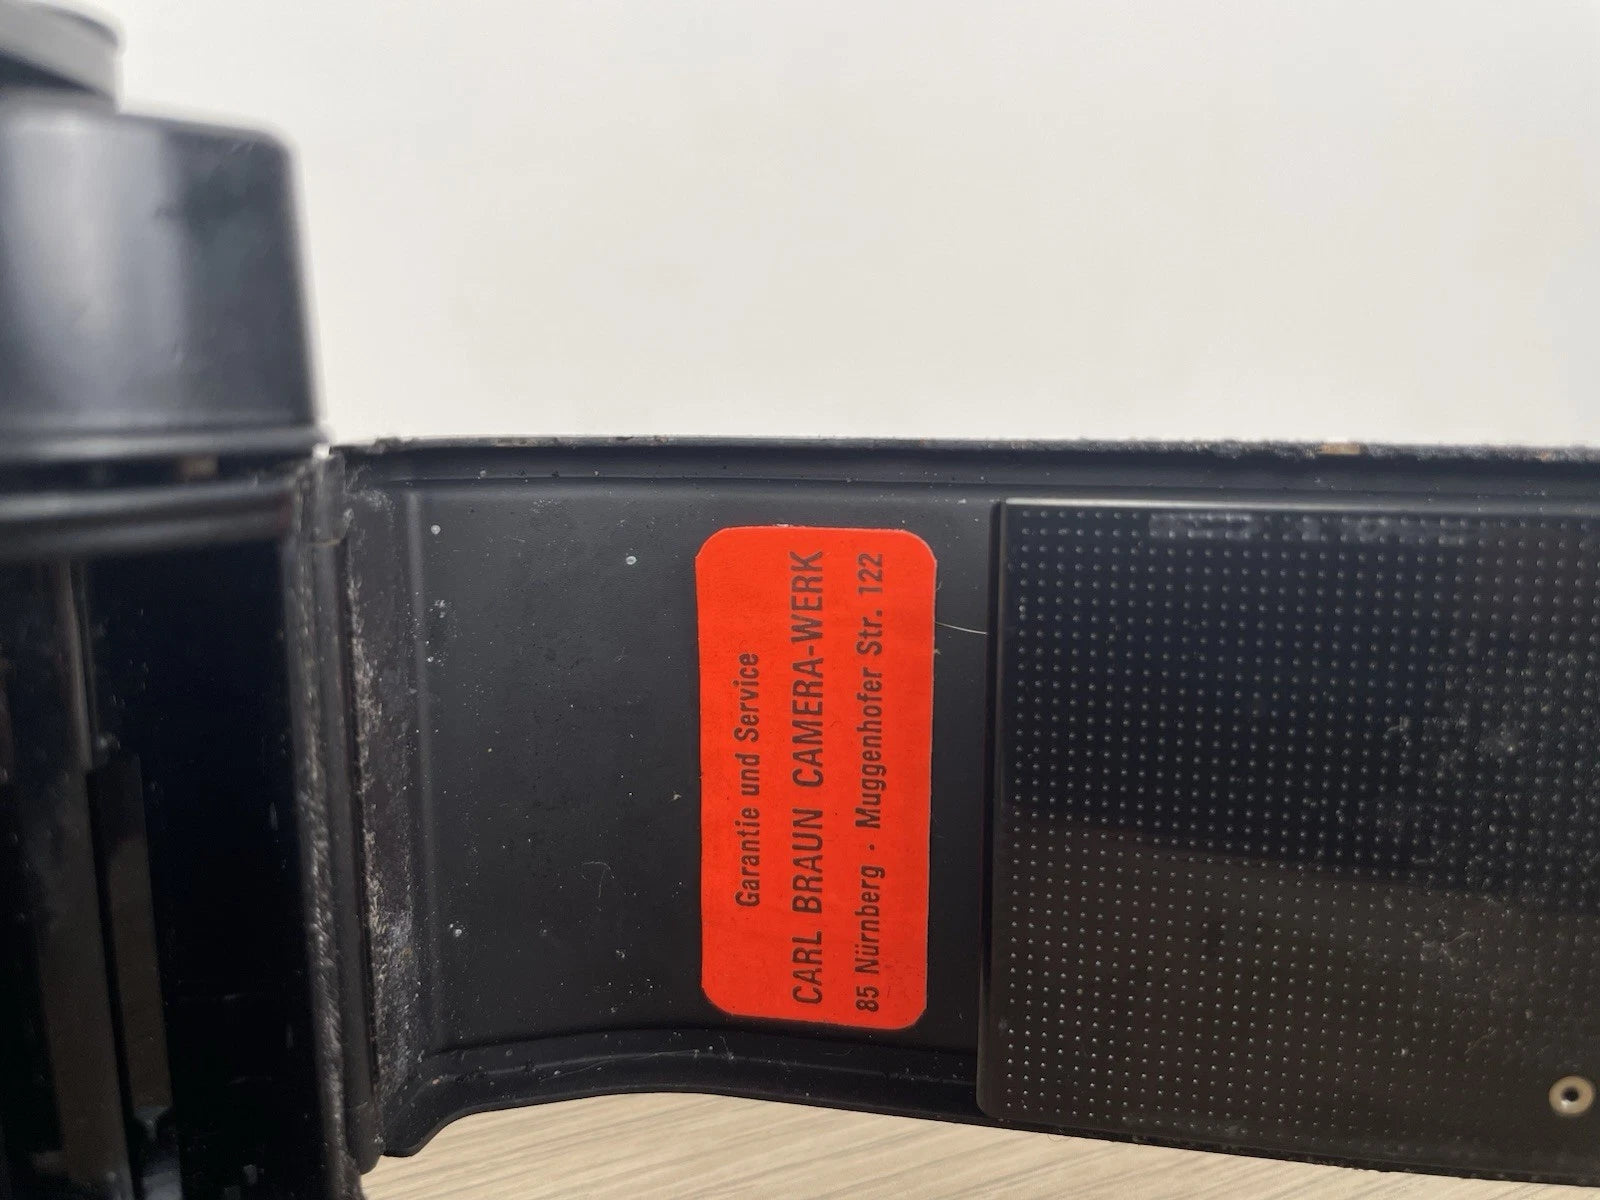 Garantie und Service
CARL BRAUN CAMERA-WERK
85 Nürnberg · Muggenhofer Str. 122